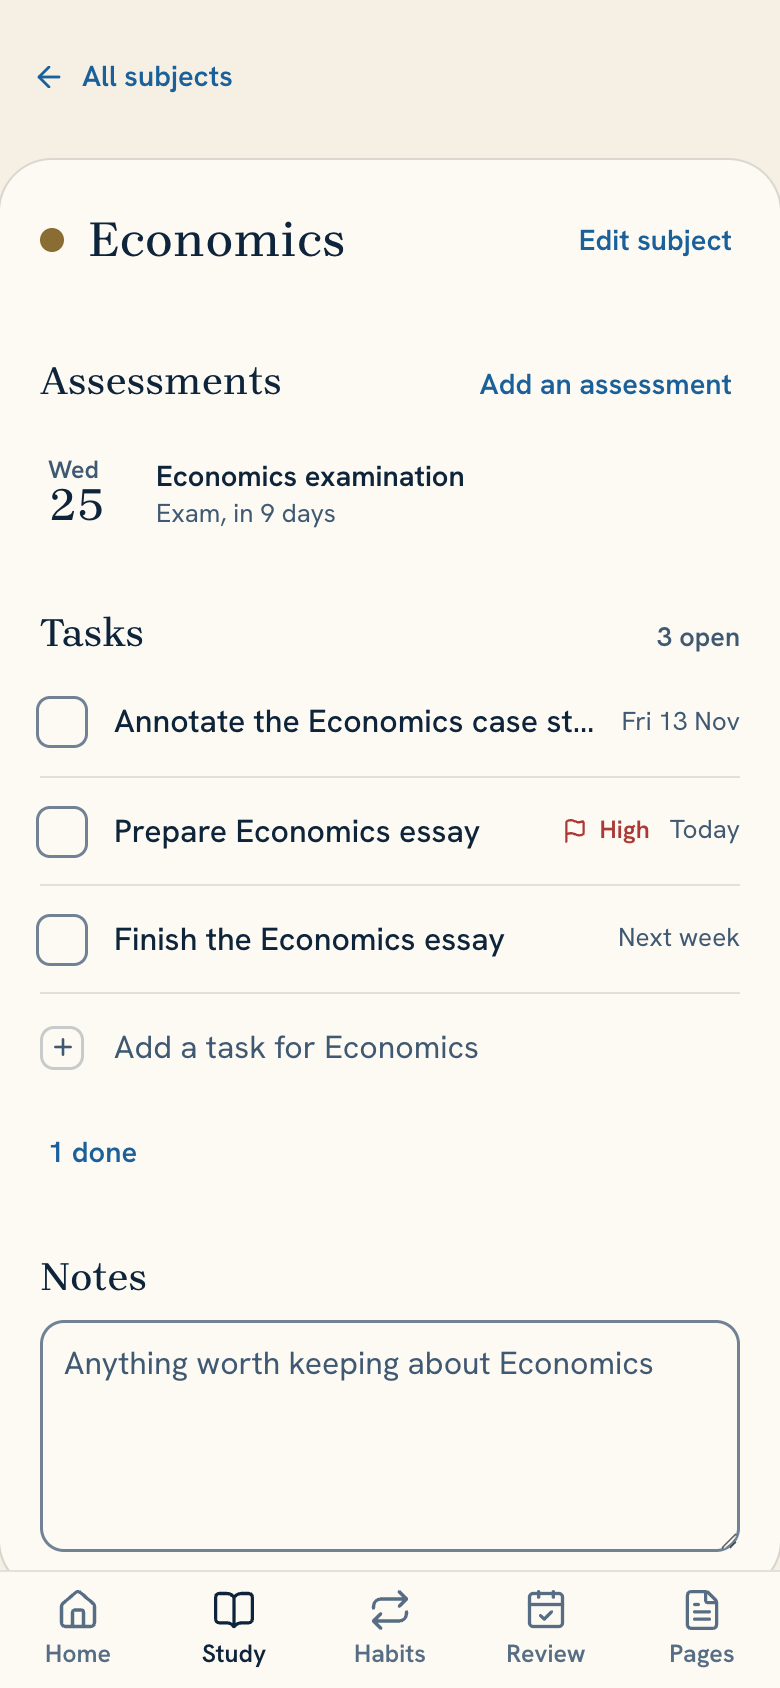 All subjects
Economics
Edit subject
Assessments
Add an assessment
Wed
25
Economics examination
Exam, in 9 days
Tasks
3 open
Annotate the Economics case st...
Fri 13 Nov
Prepare Economics essay
High
Today
Finish the Economics essay
Next week
Add a task for Economics
1 done
Notes
Anything worth keeping about Economics
Home
Study
Habits
Review
Pages